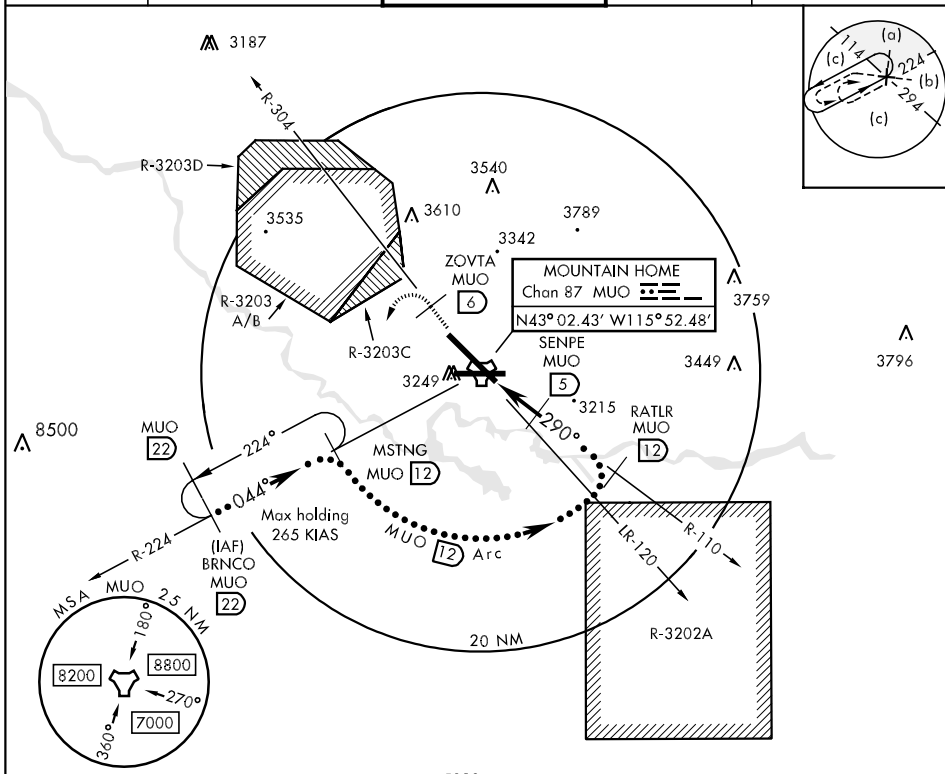 3187
(a)
114
224
(c)
(b)
294
(c)
R-304
R-3203D
3540
3610
3789
3535
3342
ZOVTA
MUO
6
MOUNTAIN HOME
Chan 87 MUO
N43° 02.43' W115° 52.48'
3759
R-3203
A/B
R-3203C
3796
3249
SENPE
MUO
5
3449
3215
290°
RATLR
MUO
12
8500
MUO
22
224°
MSTNG
MUO 12
044°
Max holding
265 KIAS
MUO 12 Arc
R-224
(IAF)
BRNCO
MUO
22
LR-120
R-110
R-3202A
20 NM
MSA MUO 25 NM
180°
8200
8800
270°
7000
360°